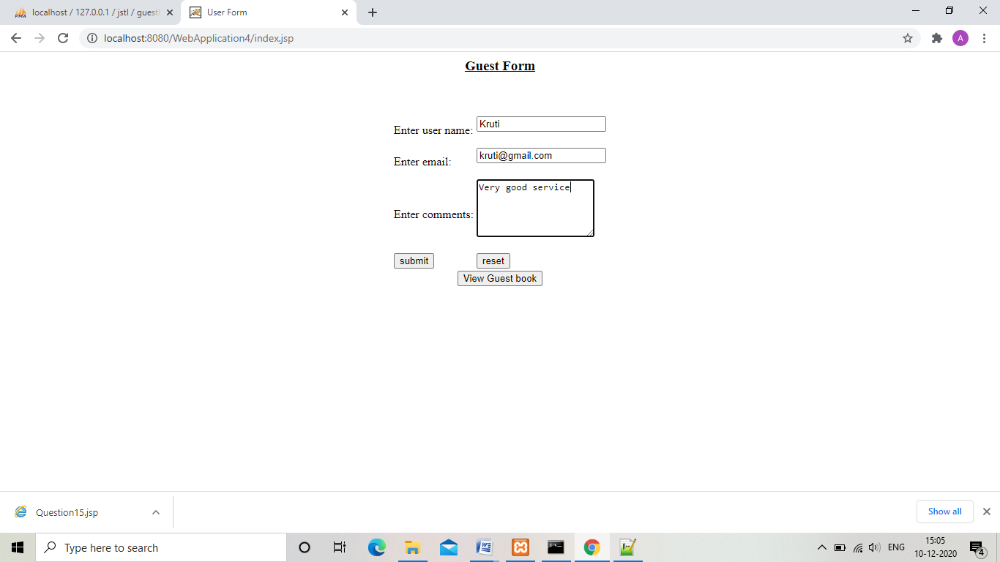 localhost / 127.0.0.1 / jstl / guest
User Form
localhost:8080/WebApplication4/index.jsp
A
Guest Form
Enter user name: Kruti
Enter email: kruti@gmail.com
Enter comments: Very good service
submit reset
View Guest book
Question15.jsp
Show all
Type here to search
ENG
15:05
10-12-2020
4